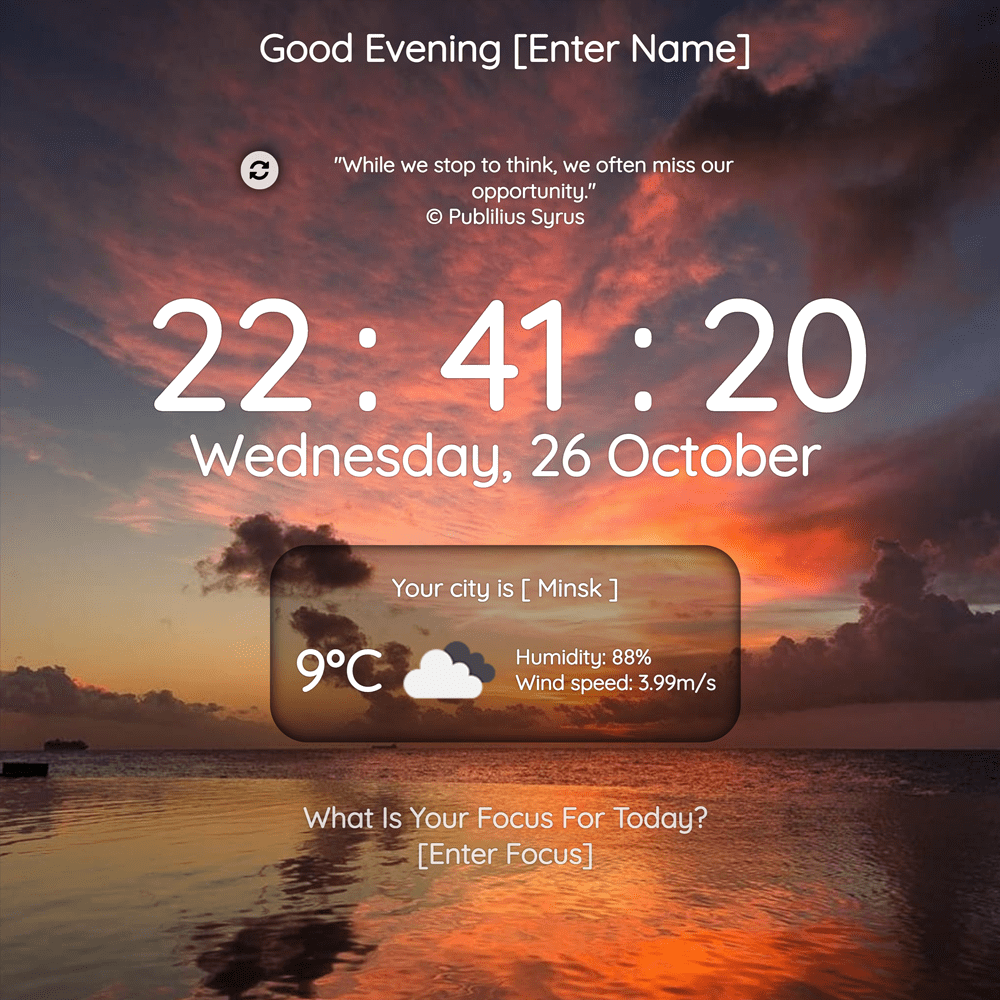 Good Evening [Enter Name]
"While we stop to think, we often miss our
opportunity."
© Publilius Syrus
22 : 41 : 20
Wednesday, 26 October
Your city is [ Minsk ]
9°C
Humidity: 88%
Wind speed: 3.99m/s
What Is Your Focus For Today?
[Enter Focus]